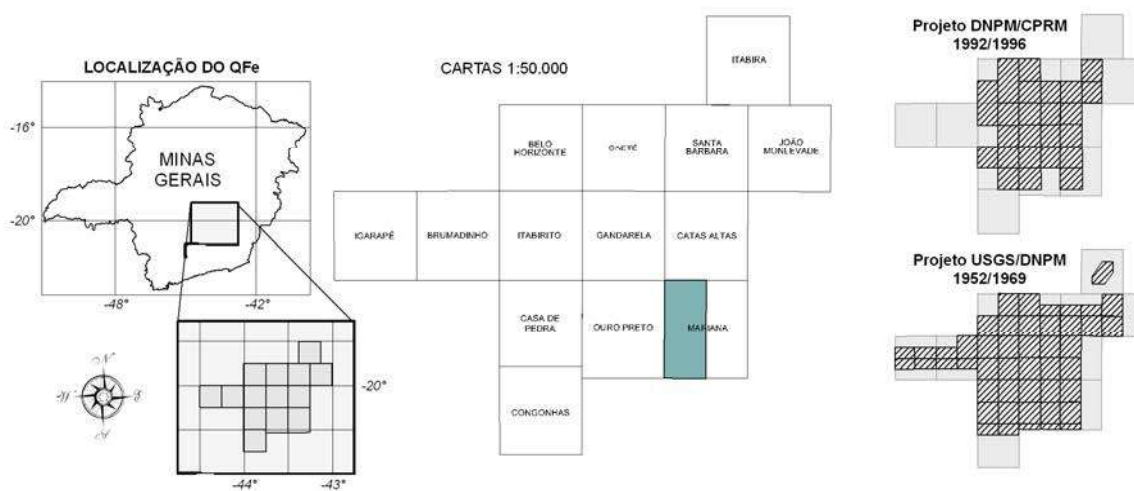 LOCALIZAÇÃO DO QFe
-16°
MINAS
GERAIS
-20°
-48°
-42°
-20°
-44°
-43°
N
E
CARTAS 1:50.000
ITABIRA
BELO
HORIZONTE
SANTA
BARBARA
JOÃO
MONLEVADE
IGARAPÉ
BRUMADINHO
ITABIRITO
GANDARELA
CATAS ALTAS
CASA DE
PEDRA
OURO PRETO
MARIANA
CONGONHAS
Projeto DNPM/CPRM
1992/1996
Projeto USGS/DNPM
1952/1969